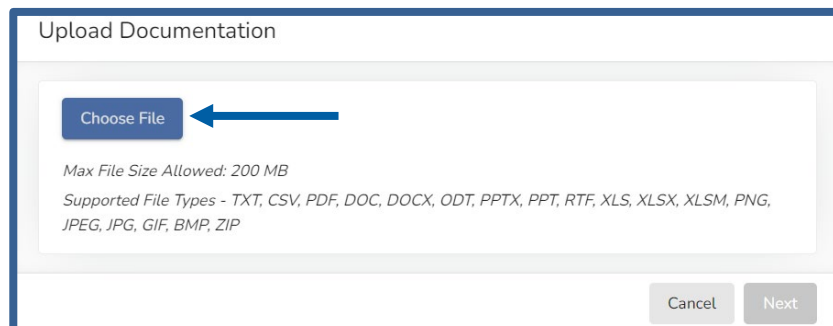 Upload Documentation
Choose File
Max File Size Allowed: 200 MB
Supported File Types - TXT, CSV, PDF, DOC, DOCX, ODT, PPTX, PPT, RTF, XLS, XLSX, XLSM, PNG,
JPEG, JPG, GIF, BMP, ZIP
Cancel Next